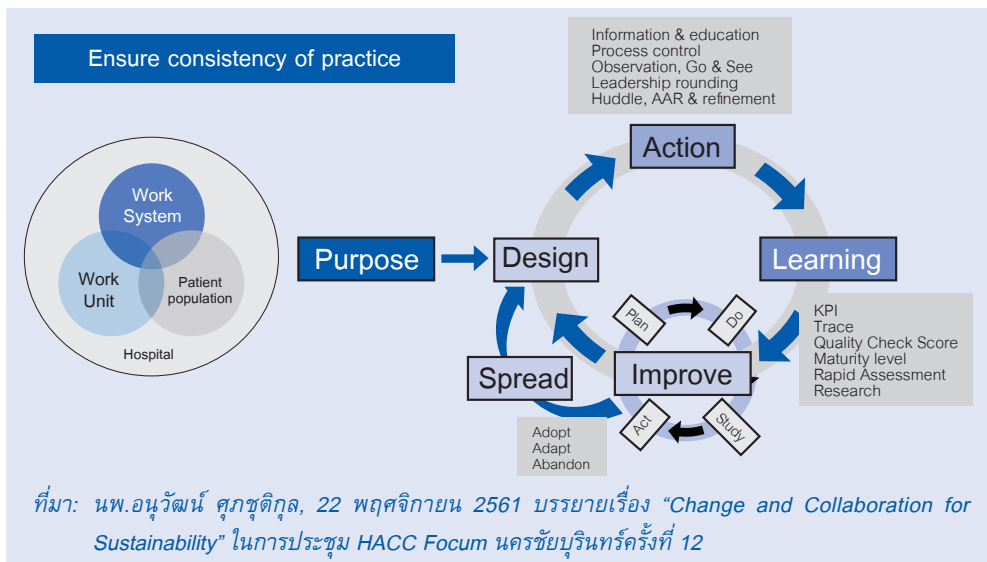 Ensure consistency of practice
Information & education
Process control
Observation, Go & See
Leadership rounding
Huddle, AAR & refinement
Action
Work
System
Work
Unit
Patient
population
Hospital
Purpose
Design
Learning
Plan
Do
KPI
Trace
Quality Check Score
Maturity level
Rapid Assessment
Research
Spread
Improve
Act
Study
Adopt
Adapt
Abandon
ที่มา: นพ.อนุวัฒน์ ศุภชุติกุล, 22 พฤศจิกายน 2561 บรรยายเรื่อง “Change and Collaboration for
Sustainability” ในการประชุม HACC Focum นครชัยบุรินทร์ครั้งที่ 12